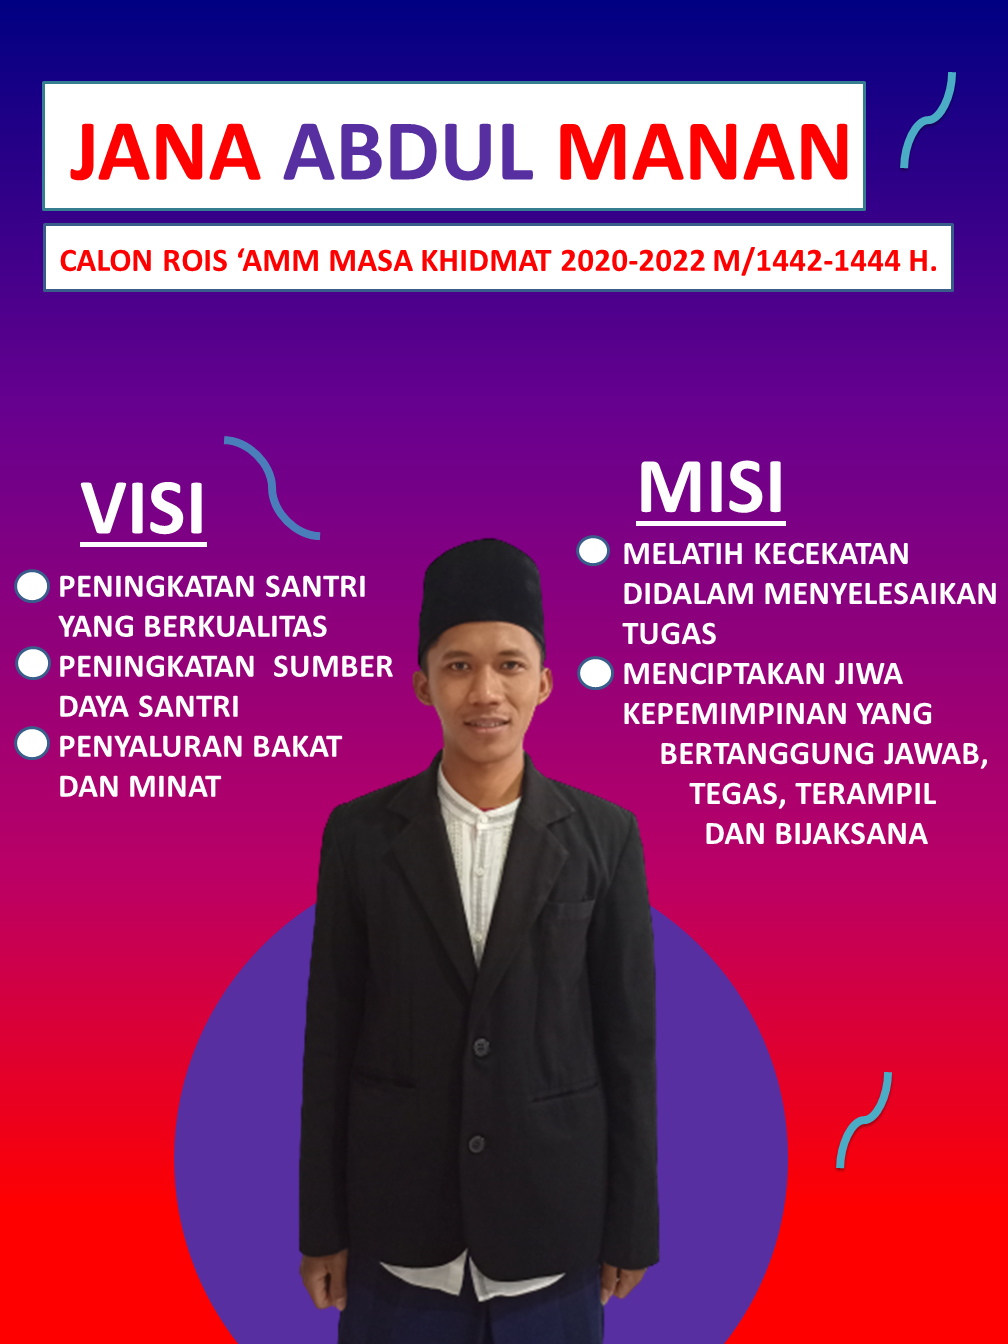 JANA ABDUL MANAN
CALON ROIS ‘AMM MASA KHIDMAT 2020-2022 M/1442-1444 H.
VISI
PENINGKATAN SANTRI
YANG BERKUALITAS
PENINGKATAN SUMBER
DAYA SANTRI
PENYALURAN BAKAT
DAN MINAT
MISI
MELATIH KECEKATAN
DIDALAM MENYELESAIKAN
TUGAS
MENCIPTAKAN JIWA
KEPEMIMPINAN YANG
BERTANGGUNG JAWAB,
TEGAS, TERAMPIL
DAN BIJAKSANA